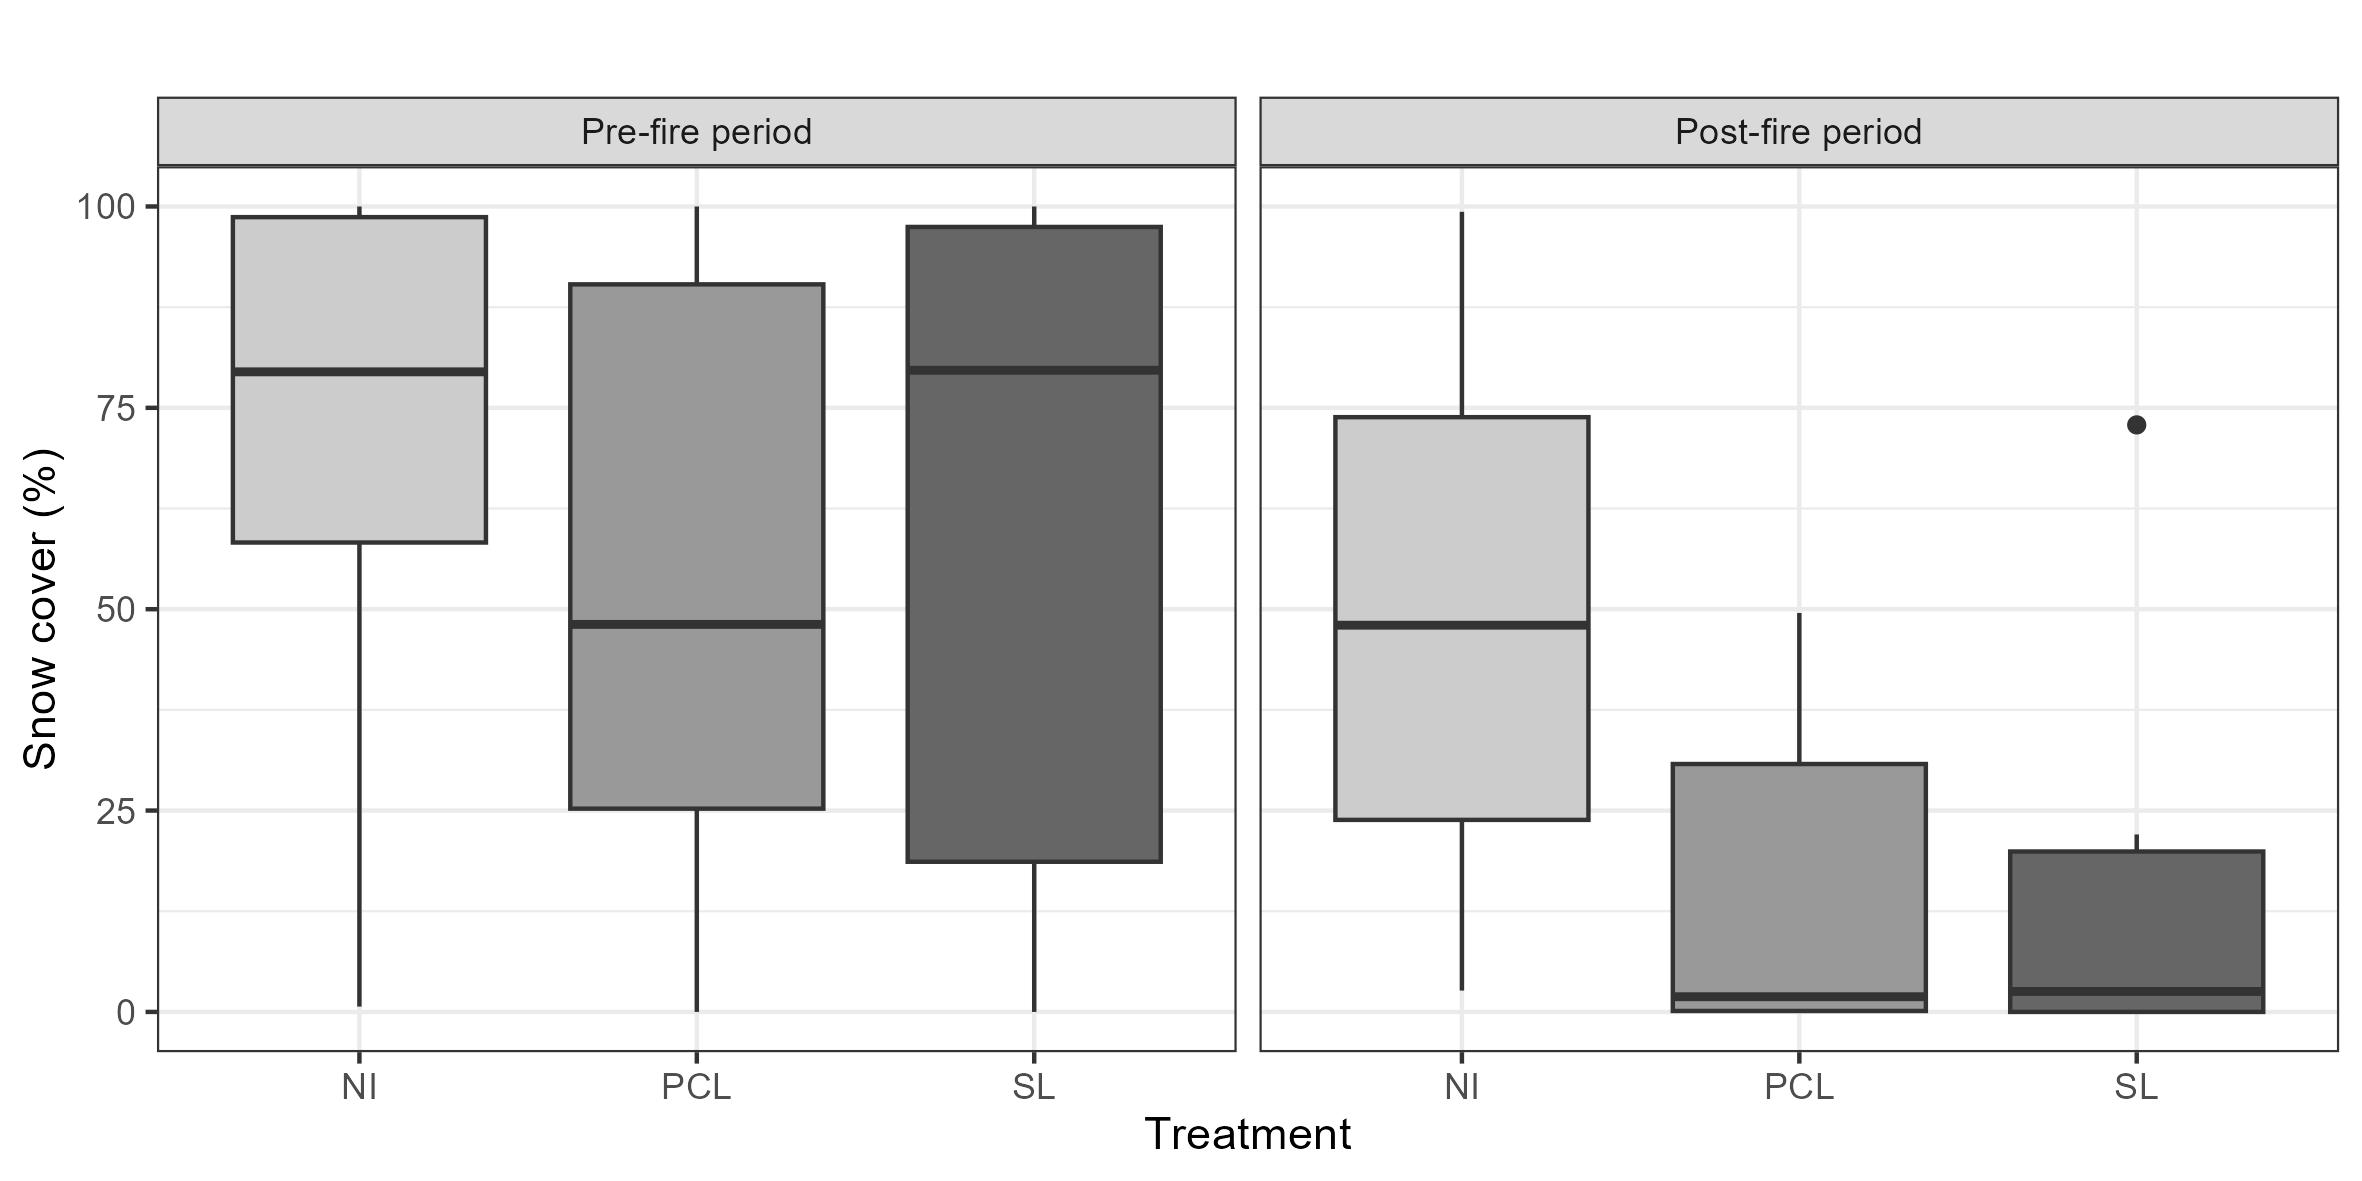 Pre-fire period
Post-fire period
Snow cover (%)
100
75
50
25
0
NI PCL SL NI PCL SL
Treatment